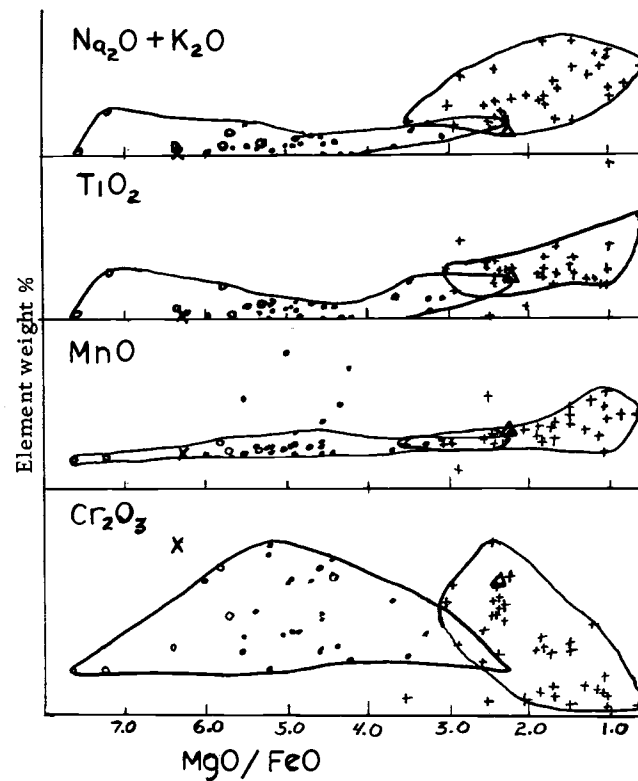 Na₂O + K₂O
TiO₂
MnO
Cr₂O₃
Element weight %
7.0 6.0 5.0 4.0 3.0 2.0 1.0
MgO/FeO